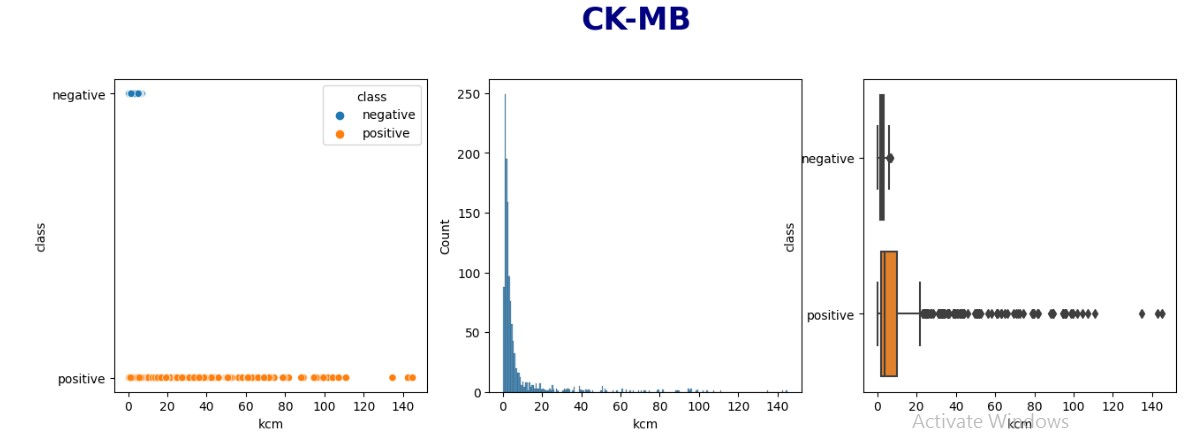 CK-MB
negative
positive
class
class
negative
positive
0 20 40 60 80 100 120 140
kcm
250
200
150
100
50
0
Count
0 20 40 60 80 100 120 140
kcm
negative
positive
class
0 20 40 60 80 100 120 140
kcm
Activate Windows